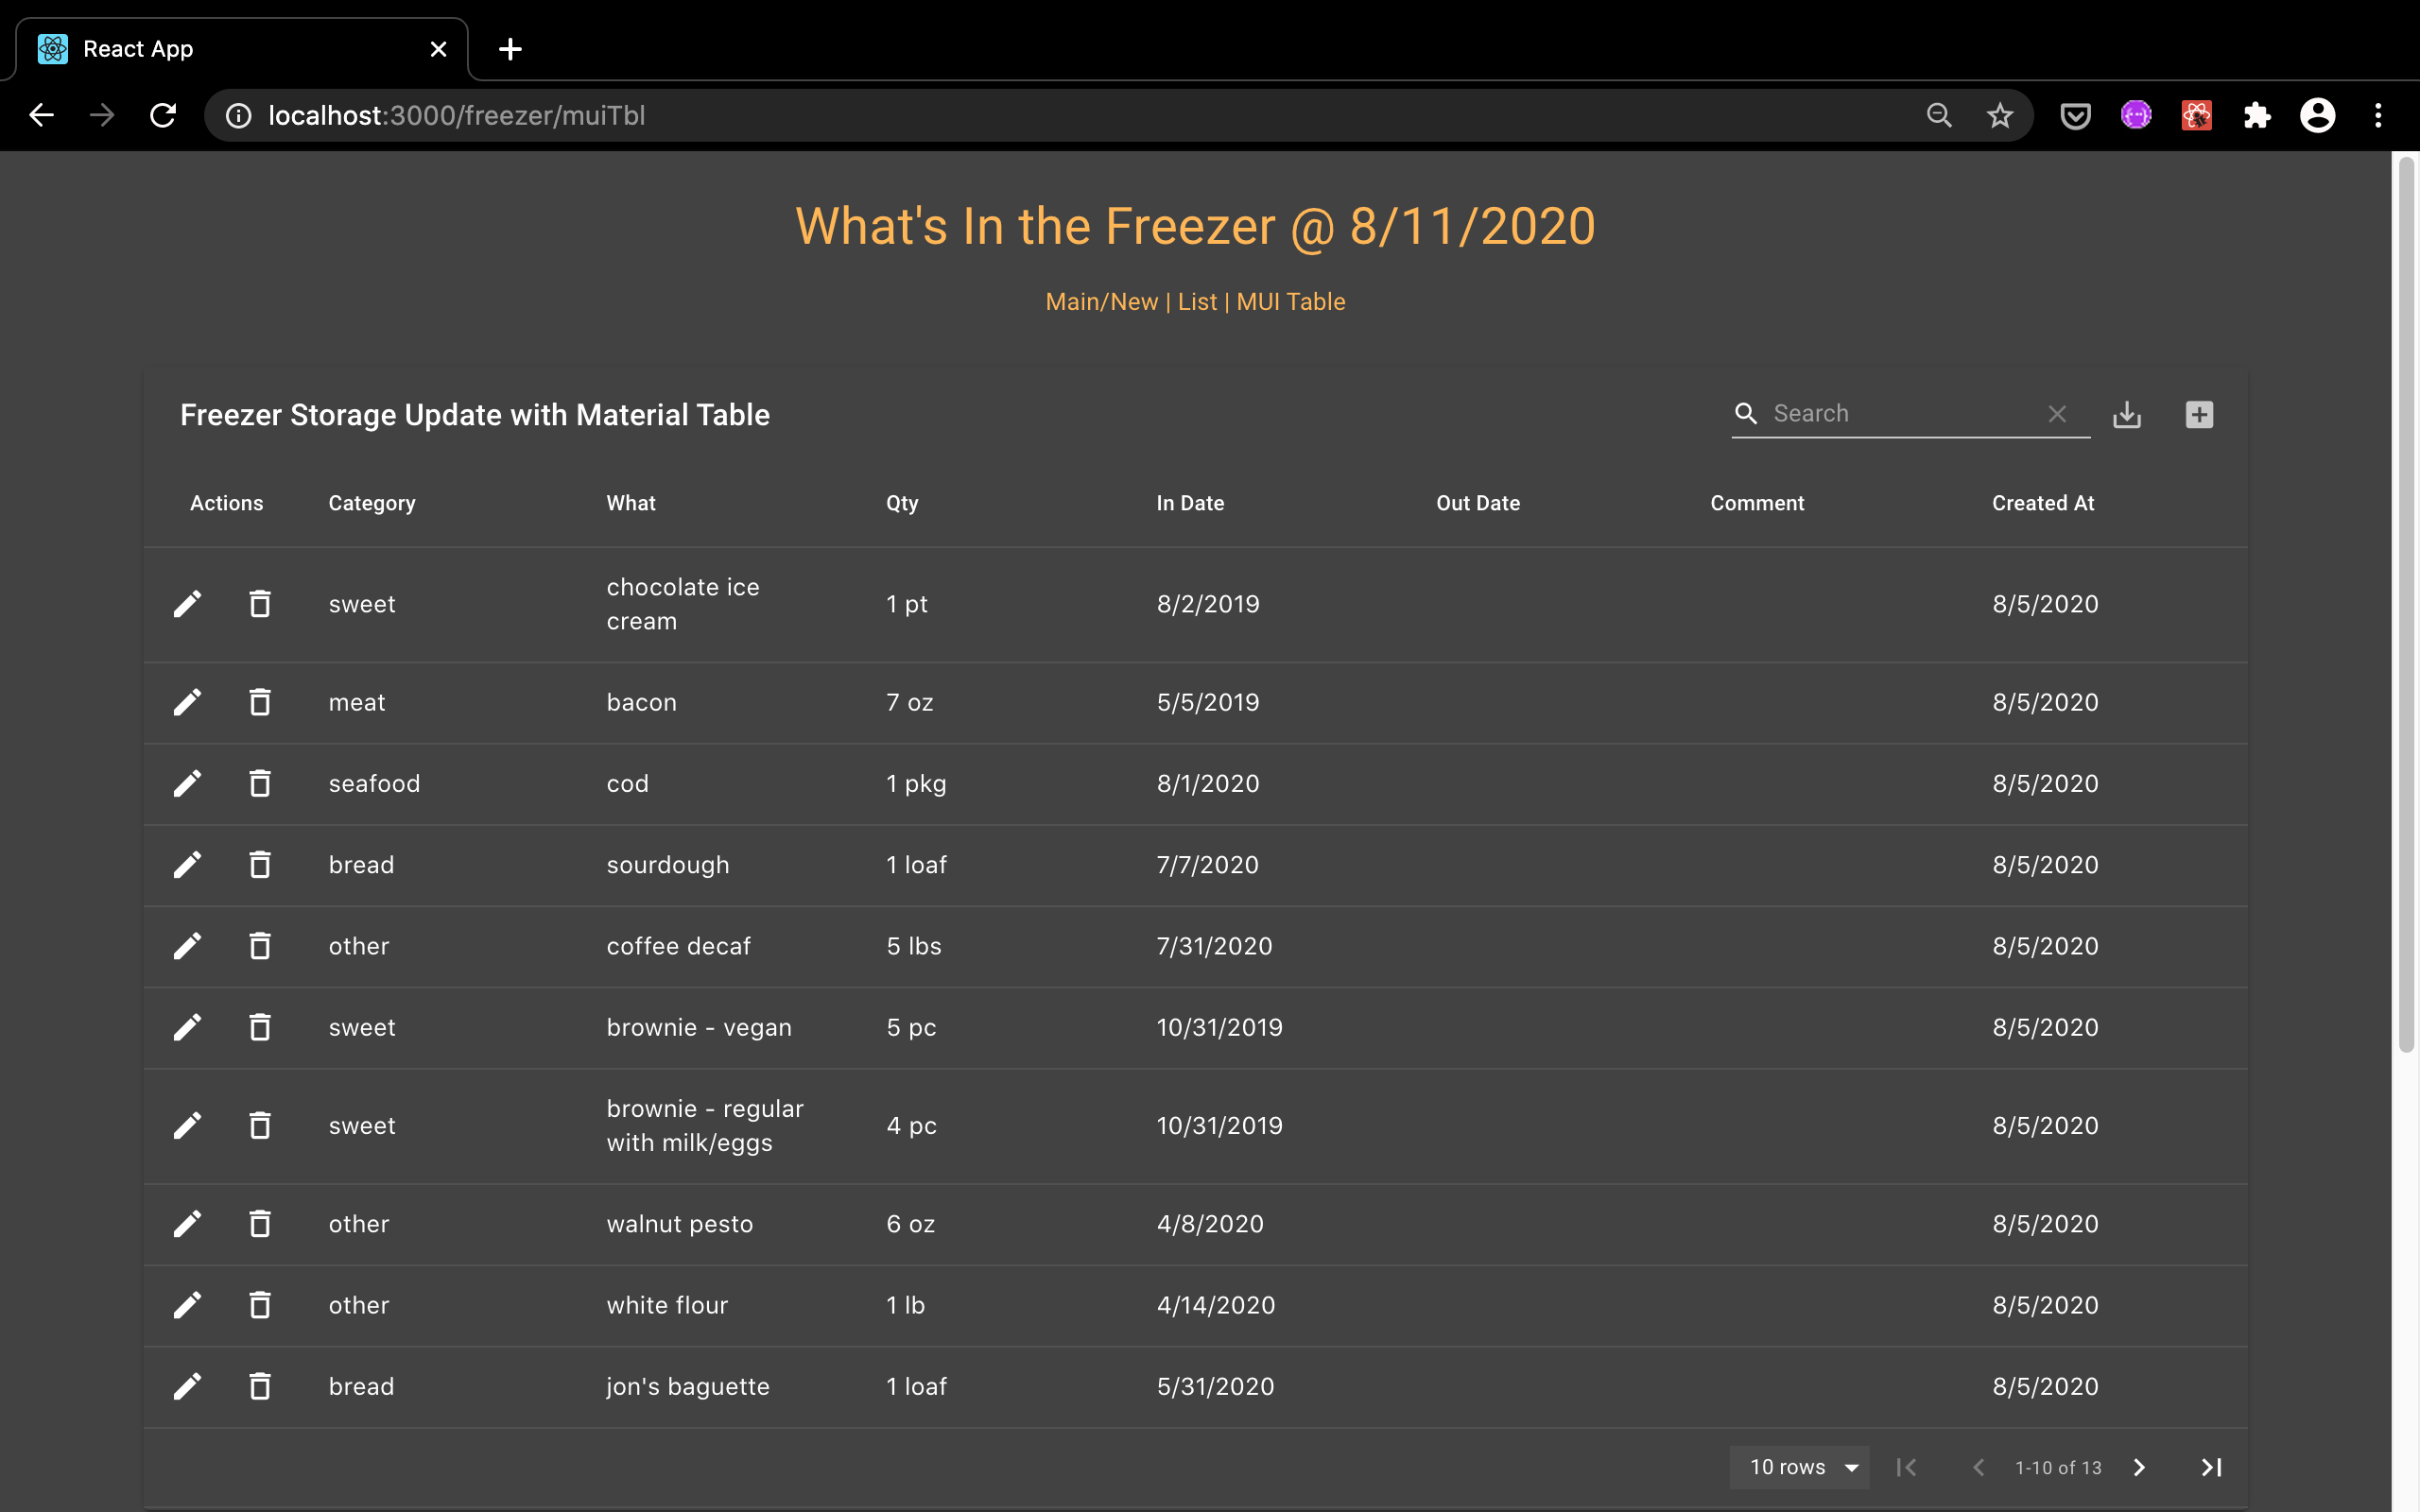 React App
localhost:3000/freezer/muiTbl
What's In the Freezer @ 8/11/2020
Main/New | List | MUI Table
Freezer Storage Update with Material Table
Search
Actions Category What Qty In Date Out Date Comment Created At
sweet chocolate ice cream 1 pt 8/2/2019 8/5/2020
meat bacon 7 oz 5/5/2019 8/5/2020
seafood cod 1 pkg 8/1/2020 8/5/2020
bread sourdough 1 loaf 7/7/2020 8/5/2020
other coffee decaf 5 lbs 7/31/2020 8/5/2020
sweet brownie - vegan 5 pc 10/31/2019 8/5/2020
sweet brownie - regular with milk/eggs 4 pc 10/31/2019 8/5/2020
other walnut pesto 6 oz 4/8/2020 8/5/2020
other white flour 1 lb 4/14/2020 8/5/2020
bread jon's baguette 1 loaf 5/31/2020 8/5/2020
10 rows 1-10 of 13